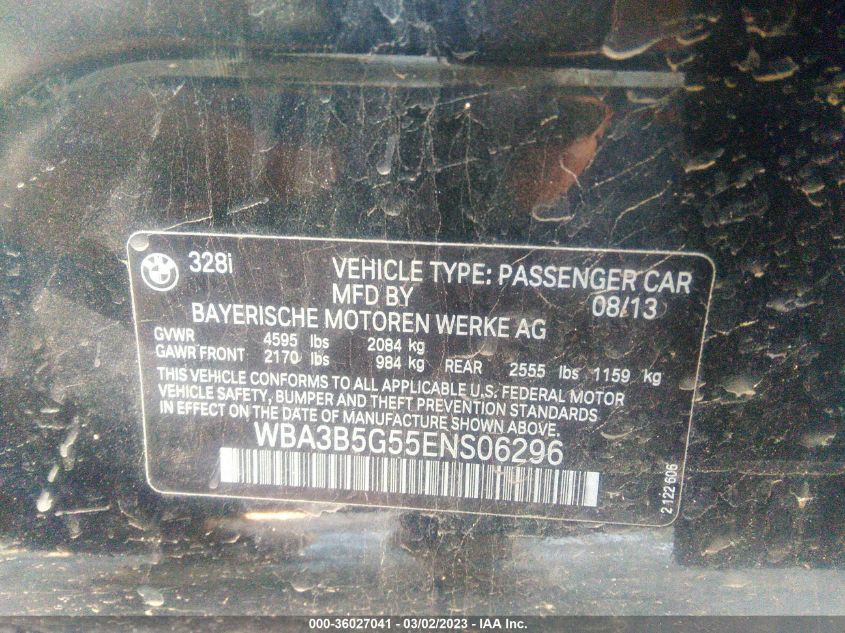 328i VEHICLE TYPE: PASSENGER CAR
MFD BY 08/13
BAYERISCHE MOTOREN WERKE AG
GVWR 4595 lbs 2084 kg
GAWR FRONT 2170 lbs 984 kg REAR 2555 lbs 1159 kg
THIS VEHICLE CONFORMS TO ALL APPLICABLE U.S. FEDERAL MOTOR
VEHICLE SAFETY, BUMPER AND THEFT PREVENTION STANDARDS
IN EFFECT ON THE DATE OF MANUFACTURE SHOWN ABOVE.
WBA3B5G55ENS06296
2 122 606
000-36027041 - 03/02/2023 - IAA Inc.